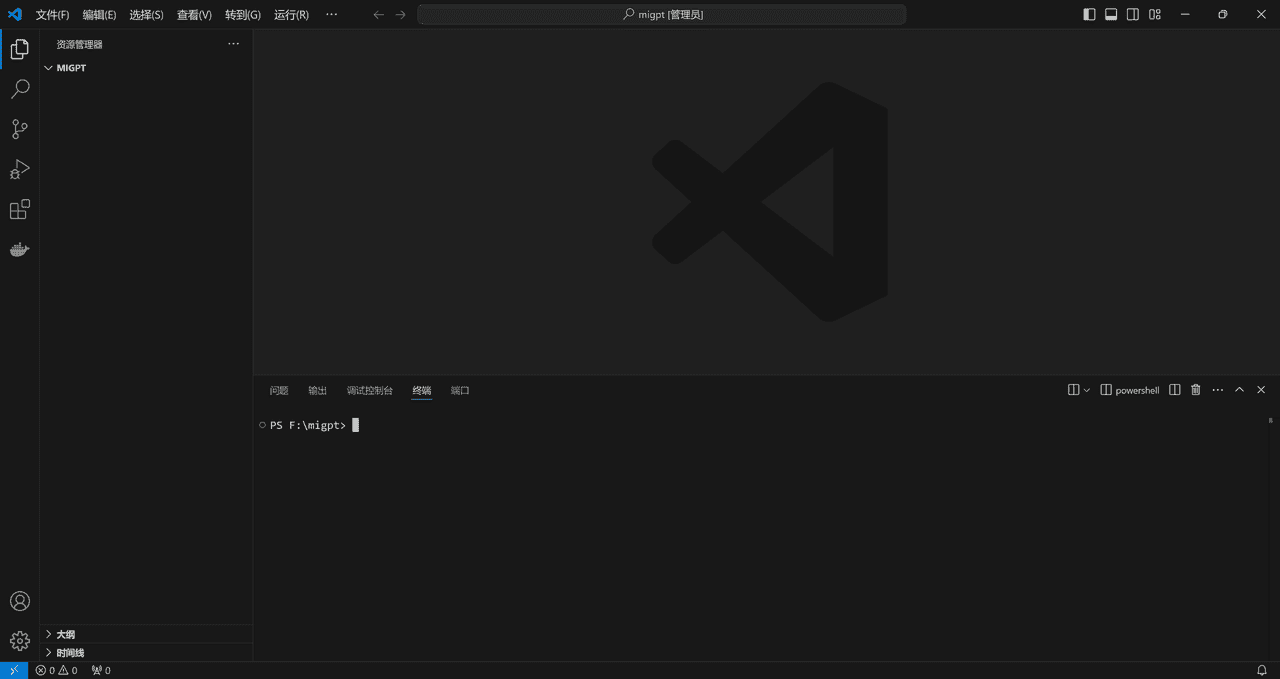 文件(F) 编辑(E) 选择(S) 查看(V) 转到(G) 运行(R) ··· migpt [管理员]
资源管理器 ···
MIGPT
问题 输出 调试控制台 终端 端口 powershell ···
PS F:\migpt>
大纲
时间线
0 0 0